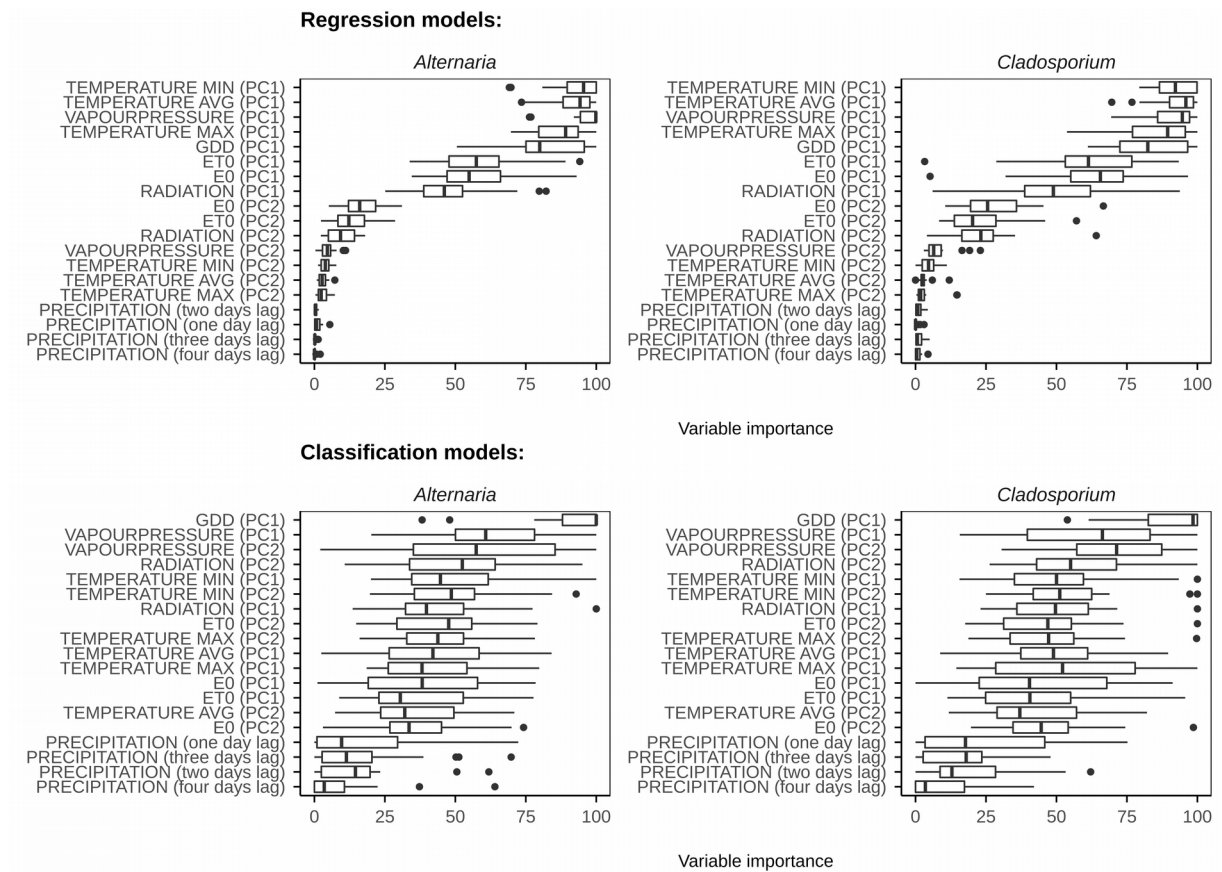 Regression models:
Alternaria
TEMPERATURE MIN (PC1)
TEMPERATURE AVG (PC1)
VAPOURPRESSURE (PC1)
TEMPERATURE MAX (PC1)
GDD (PC1)
ET0 (PC1)
E0 (PC1)
RADIATION (PC1)
E0 (PC2)
ET0 (PC2)
RADIATION (PC2)
VAPOURPRESSURE (PC2)
TEMPERATURE MIN (PC2)
TEMPERATURE AVG (PC2)
TEMPERATURE MAX (PC2)
PRECIPITATION (two days lag)
PRECIPITATION (one day lag)
PRECIPITATION (three days lag)
PRECIPITATION (four days lag)
0 25 50 75 100
Cladosporium
TEMPERATURE MIN (PC1)
TEMPERATURE AVG (PC1)
VAPOURPRESSURE (PC1)
TEMPERATURE MAX (PC1)
GDD (PC1)
ET0 (PC1)
E0 (PC1)
RADIATION (PC1)
E0 (PC2)
ET0 (PC2)
RADIATION (PC2)
VAPOURPRESSURE (PC2)
TEMPERATURE MIN (PC2)
TEMPERATURE AVG (PC2)
TEMPERATURE MAX (PC2)
PRECIPITATION (two days lag)
PRECIPITATION (one day lag)
PRECIPITATION (three days lag)
PRECIPITATION (four days lag)
0 25 50 75 100
Variable importance
Classification models:
Alternaria
GDD (PC1)
VAPOURPRESSURE (PC1)
VAPOURPRESSURE (PC2)
RADIATION (PC2)
TEMPERATURE MIN (PC1)
TEMPERATURE MIN (PC2)
RADIATION (PC1)
ET0 (PC2)
TEMPERATURE MAX (PC2)
TEMPERATURE AVG (PC1)
TEMPERATURE MAX (PC1)
E0 (PC1)
ET0 (PC1)
TEMPERATURE AVG (PC2)
E0 (PC2)
PRECIPITATION (one day lag)
PRECIPITATION (three days lag)
PRECIPITATION (two days lag)
PRECIPITATION (four days lag)
0 25 50 75 100
Cladosporium
GDD (PC1)
VAPOURPRESSURE (PC1)
VAPOURPRESSURE (PC2)
RADIATION (PC2)
TEMPERATURE MIN (PC1)
TEMPERATURE MIN (PC2)
RADIATION (PC1)
ET0 (PC2)
TEMPERATURE MAX (PC2)
TEMPERATURE AVG (PC1)
TEMPERATURE MAX (PC1)
E0 (PC1)
ET0 (PC1)
TEMPERATURE AVG (PC2)
E0 (PC2)
PRECIPITATION (one day lag)
PRECIPITATION (three days lag)
PRECIPITATION (two days lag)
PRECIPITATION (four days lag)
0 25 50 75 100
Variable importance